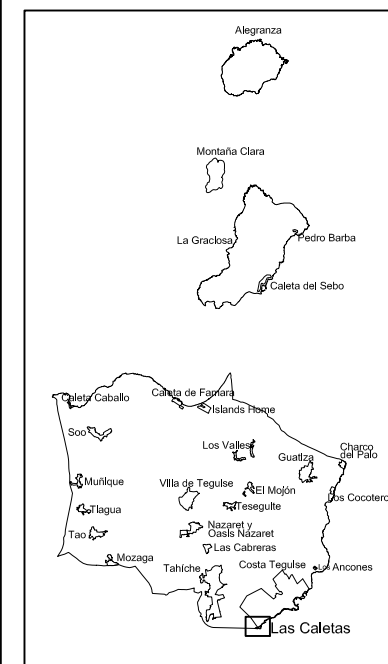 Alegranza
Montaña Clara
La Graciosa
Pedro Barba
Caleta del Sebo
Caleta Caballo
Caleta de Famara
Islands Home
Soo
Los Valles
Guatiza
Charco
del Palo
Muñique
Villa de Teguise
El Mojón
Los Cocotero
Tiagua
Teseguite
Tao
Nazaret y
Oasis Nazaret
Las Cabreras
Mozaga
Tahíche
Costa Teguise
Los Ancones
Las Caletas